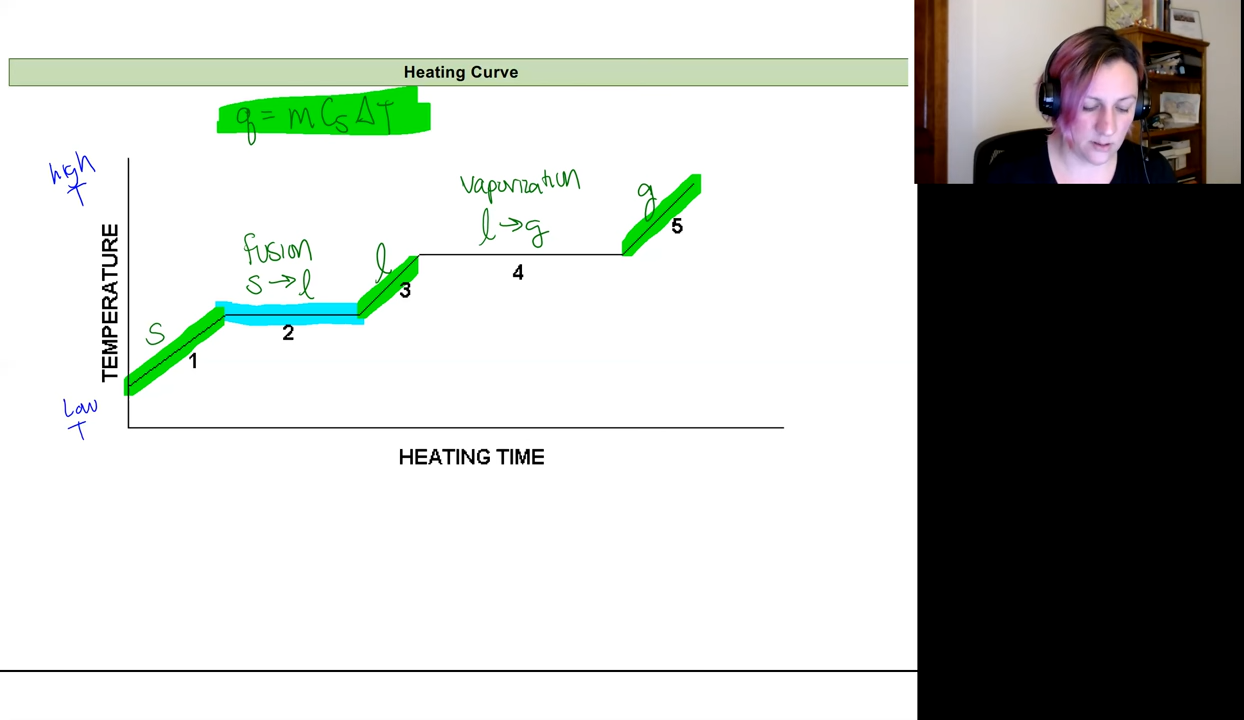 Heating Curve
q = m Cs ΔT
high
T
TEMPERATURE
Low
T
s
1
fusion
s → l
2
l
3
vaporization
l → g
4
g
5
HEATING TIME